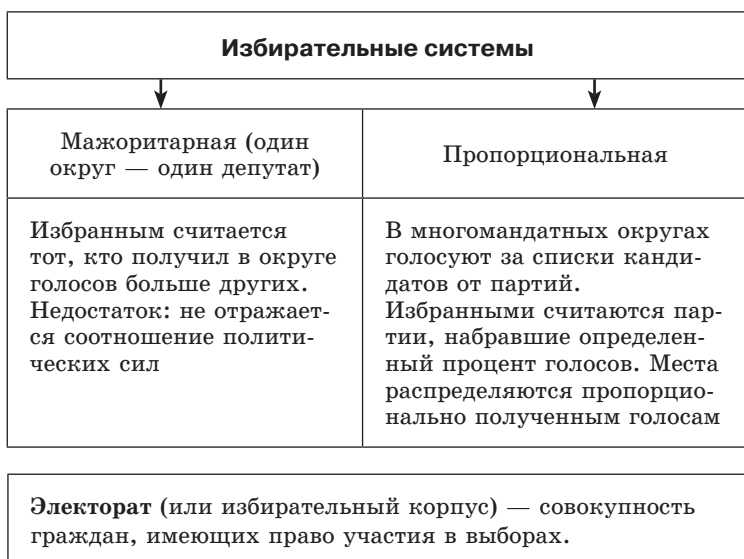 Избирательные системы
Мажоритарная (один
округ — один депутат)
Пропорциональная
Избранным считается
тот, кто получил в округе
голосов больше других.
Недостаток: не отражает-
ся соотношение полити-
ческих сил
В многомандатных округах
голосуют за списки канди-
датов от партий.
Избранными считаются пар-
тии, набравшие определен-
ный процент голосов. Места
распределяются пропорцио-
нально полученным голосам
Электорат (или избирательный корпус) — совокупность
граждан, имеющих право участия в выборах.